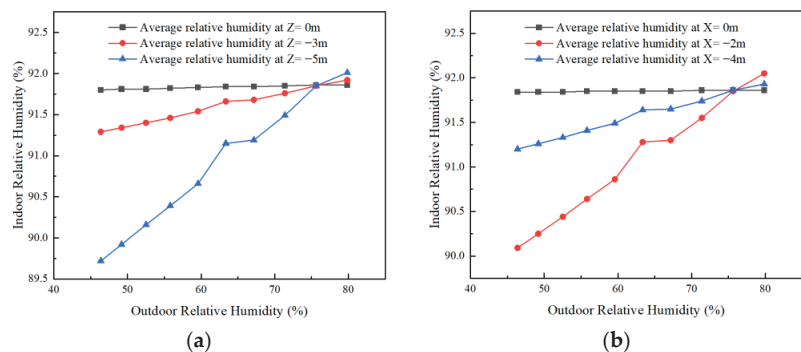 92.5
92.0
91.5
91.0
90.5
90.0
89.5
Indoor Relative Humidity (%)
Average relative humidity at Z= 0m
Average relative humidity at Z= −3m
Average relative humidity at Z= −5m
40 50 60 70 80
Outdoor Relative Humidity (%)
(a)
92.5
92.0
91.5
91.0
90.5
90.0
Indoor Relative Humidity (%)
Average relative humidity at X= 0m
Average relative humidity at X= −2m
Average relative humidity at X= −4m
40 50 60 70 80
Outdoor Relative Humidity (%)
(b)